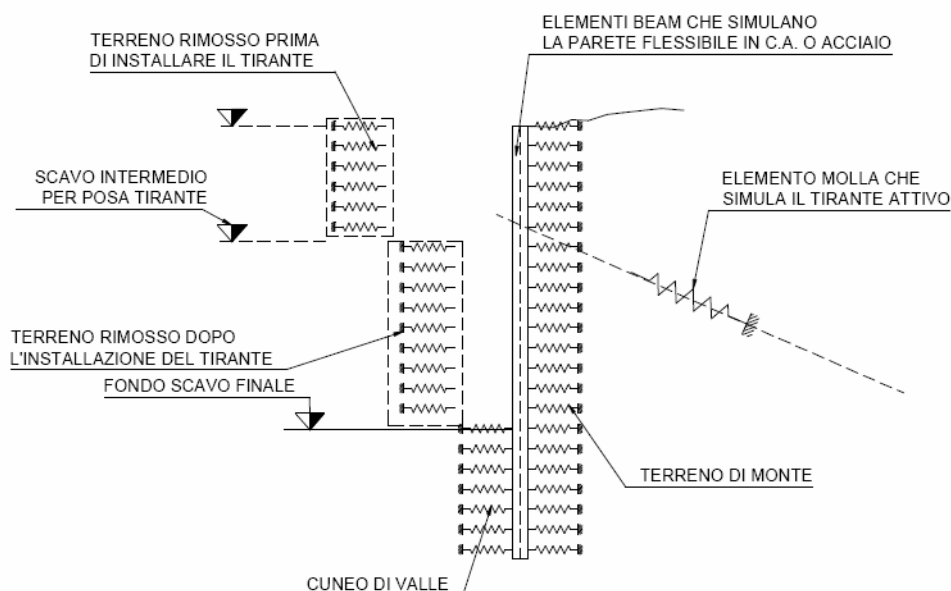 TERRENO RIMOSSO PRIMA
DI INSTALLARE IL TIRANTE
ELEMENTI BEAM CHE SIMULANO
LA PARETE FLESSIBILE IN C.A. O ACCIAIO
SCAVO INTERMEDIO
PER POSA TIRANTE
ELEMENTO MOLLA CHE
SIMULA IL TIRANTE ATTIVO
TERRENO RIMOSSO DOPO
L'INSTALLAZIONE DEL TIRANTE
FONDO SCAVO FINALE
TERRENO DI MONTE
CUNEO DI VALLE